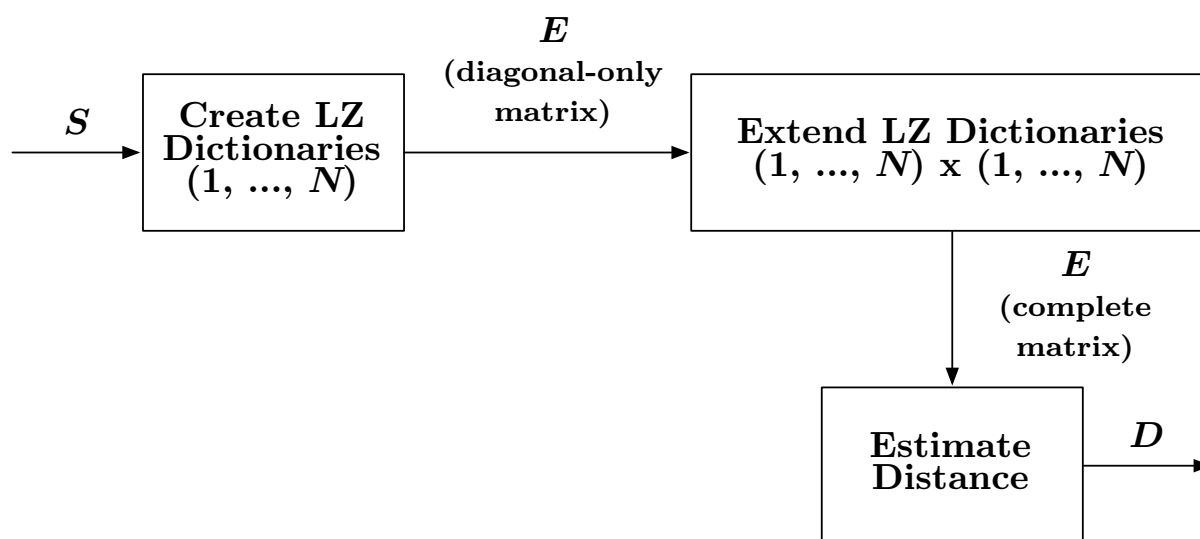 S
Create LZ
Dictionaries
(1, ..., N)
E
(diagonal-only
matrix)
Extend LZ Dictionaries
(1, ..., N) x (1, ..., N)
E
(complete
matrix)
Estimate
Distance
D